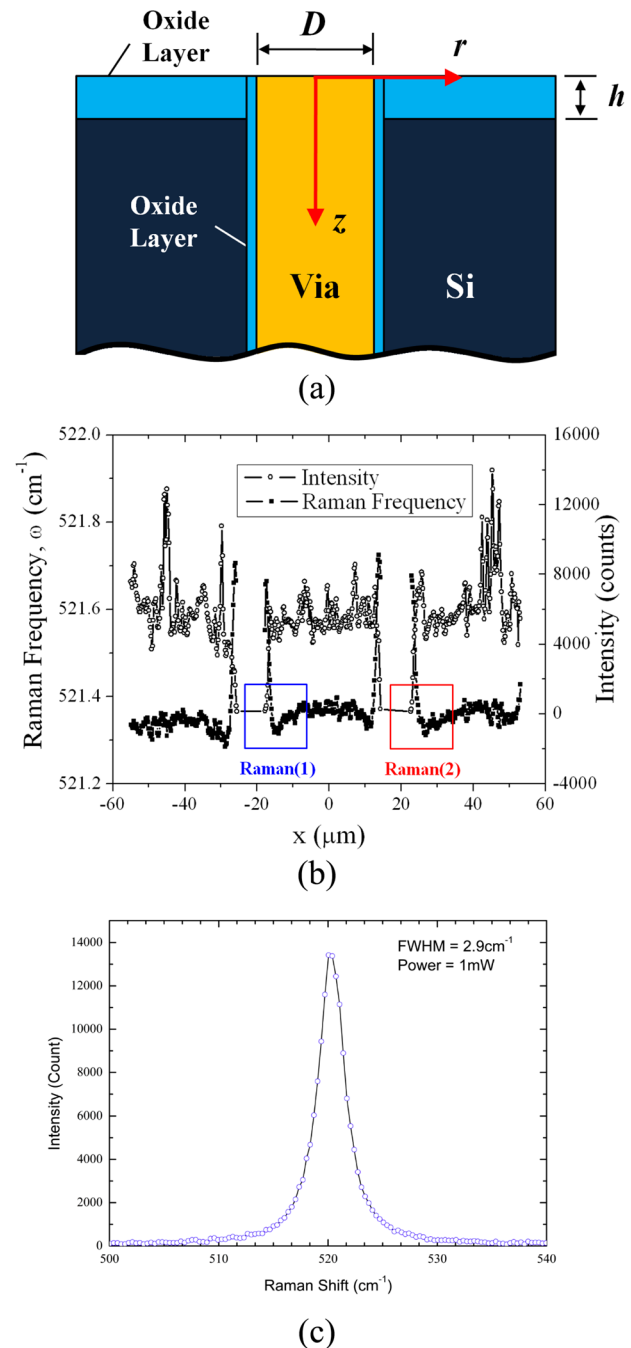 Oxide
Layer
D
r
h
Oxide
Layer
z
Via
Si
(a)
522.0
521.8
521.6
521.4
521.2
Raman Frequency, ω (cm⁻¹)
Intensity
Raman Frequency
Raman(1)
Raman(2)
16000
12000
8000
4000
0
-4000
Intensity (counts)
-60 -40 -20 0 20 40 60
x (μm)
(b)
14000
12000
10000
8000
6000
4000
2000
0
Intensity (Count)
FWHM = 2.9cm⁻¹
Power = 1mW
500 510 520 530 540
Raman Shift (cm⁻¹)
(c)